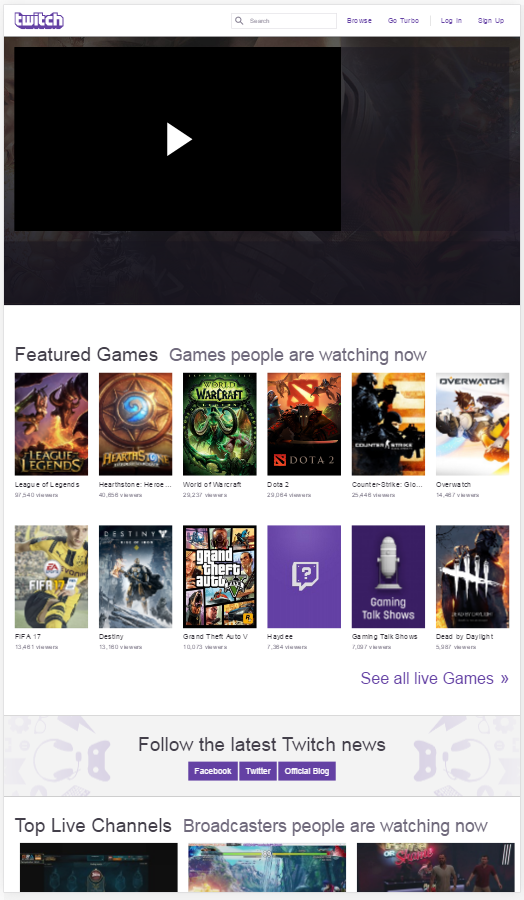 twitch
Search
Browse
Go Turbo
Log In
Sign Up
Featured Games Games people are watching now
LEAGUE of LEGENDS
HEARTHSTONE
WORLD WARCRAFT
DOTA 2
COUNTER STRIKE
OVERWATCH
League of Legends
Hearthstone: Heroe...
World of Warcraft
Dota 2
Counter-Strike: Glo...
Overwatch
97,540 viewers
40,656 viewers
29,237 viewers
29,064 viewers
25,446 viewers
14,467 viewers
FIFA 17
DESTINY
grand theft auto V
?
Gaming Talk Shows
DEAD BY DAYLIGHT
FIFA 17
Destiny
Grand Theft Auto V
Haydee
Gaming Talk Shows
Dead by Daylight
13,461 viewers
13,160 viewers
10,073 viewers
7,364 viewers
7,097 viewers
5,987 viewers
See all live Games »
Follow the latest Twitch news
Facebook
Twitter
Official Blog
Top Live Channels Broadcasters people are watching now